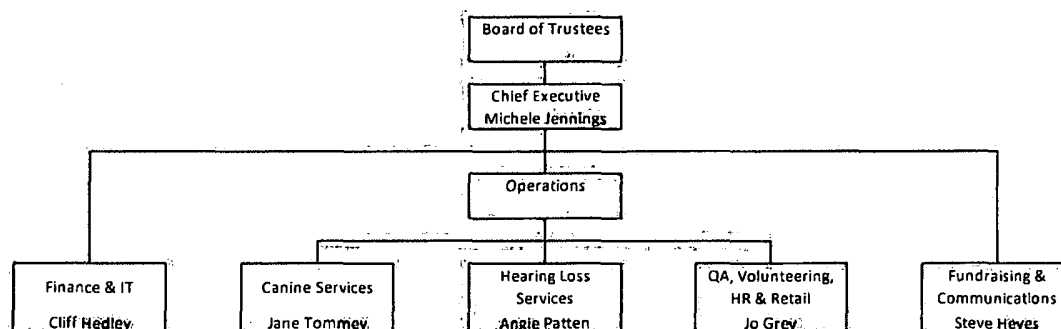 Board of Trustees
Chief Executive
Michele Jennings
Operations
Finance & IT
Cliff Hedley
Canine Services
Jane Tommey
Hearing Loss
Services
Angie Patten
QA, Volunteering,
HR & Retail
Jo Grey
Fundraising &
Communications
Steve Heyes